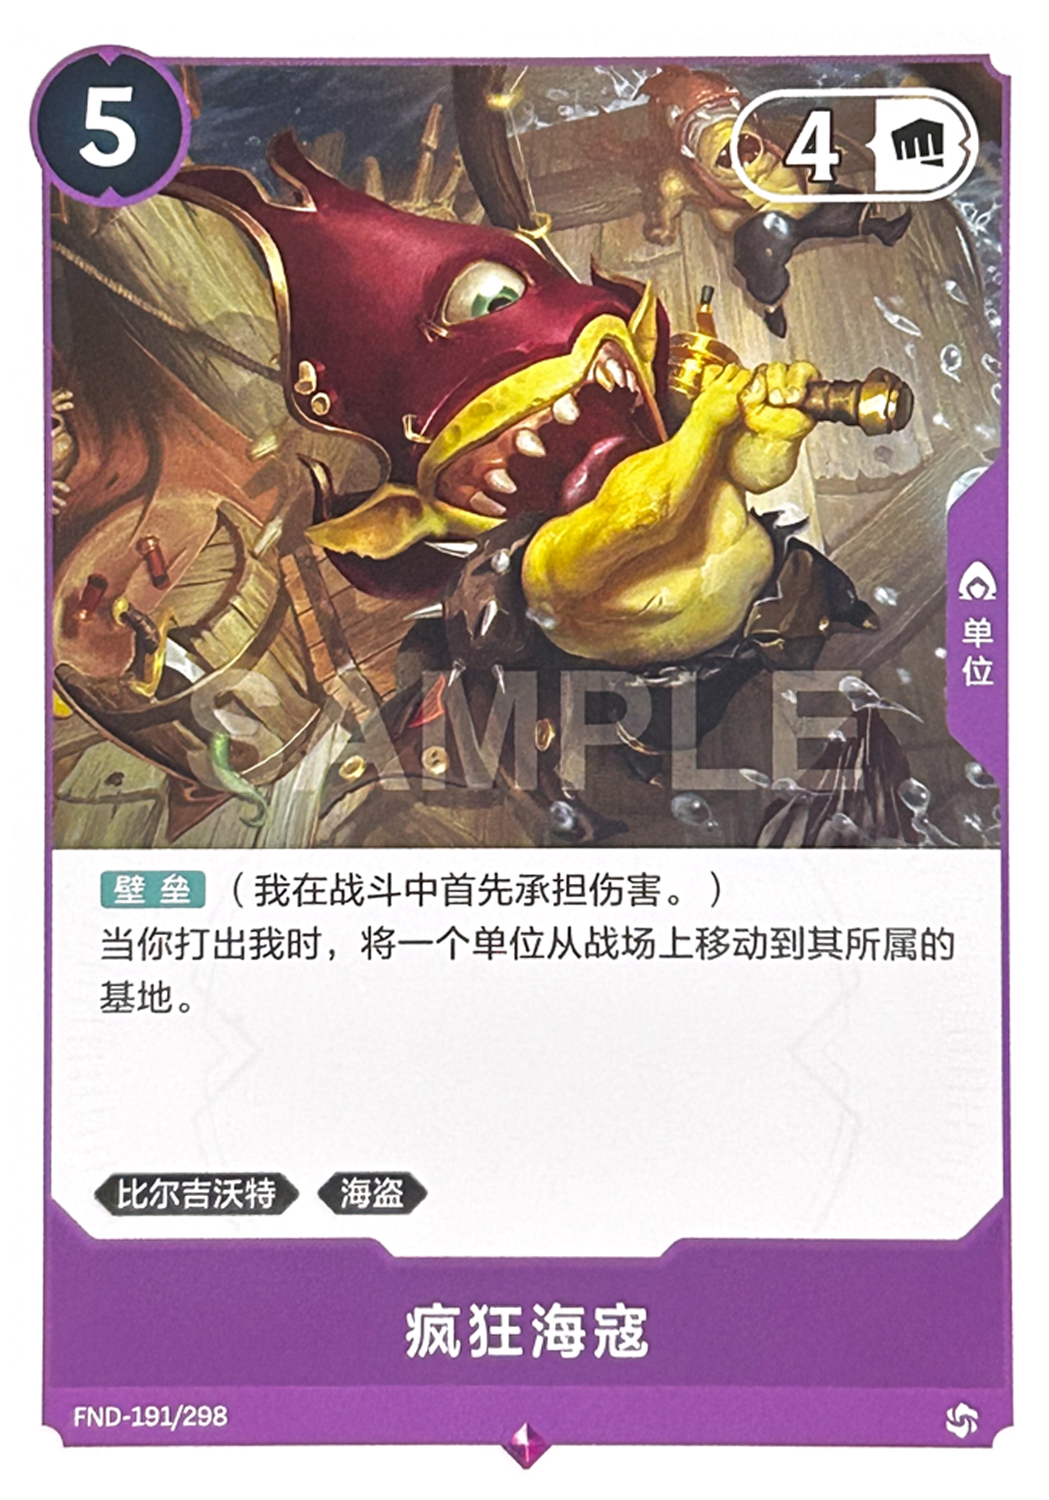 5
4
单位
SAMPLE
壁垒（我在战斗中首先承担伤害。）
当你打出我时，将一个单位从战场上移动到其所属的
基地。
比尔吉沃特 海盗
疯狂海寇
FND-191/298